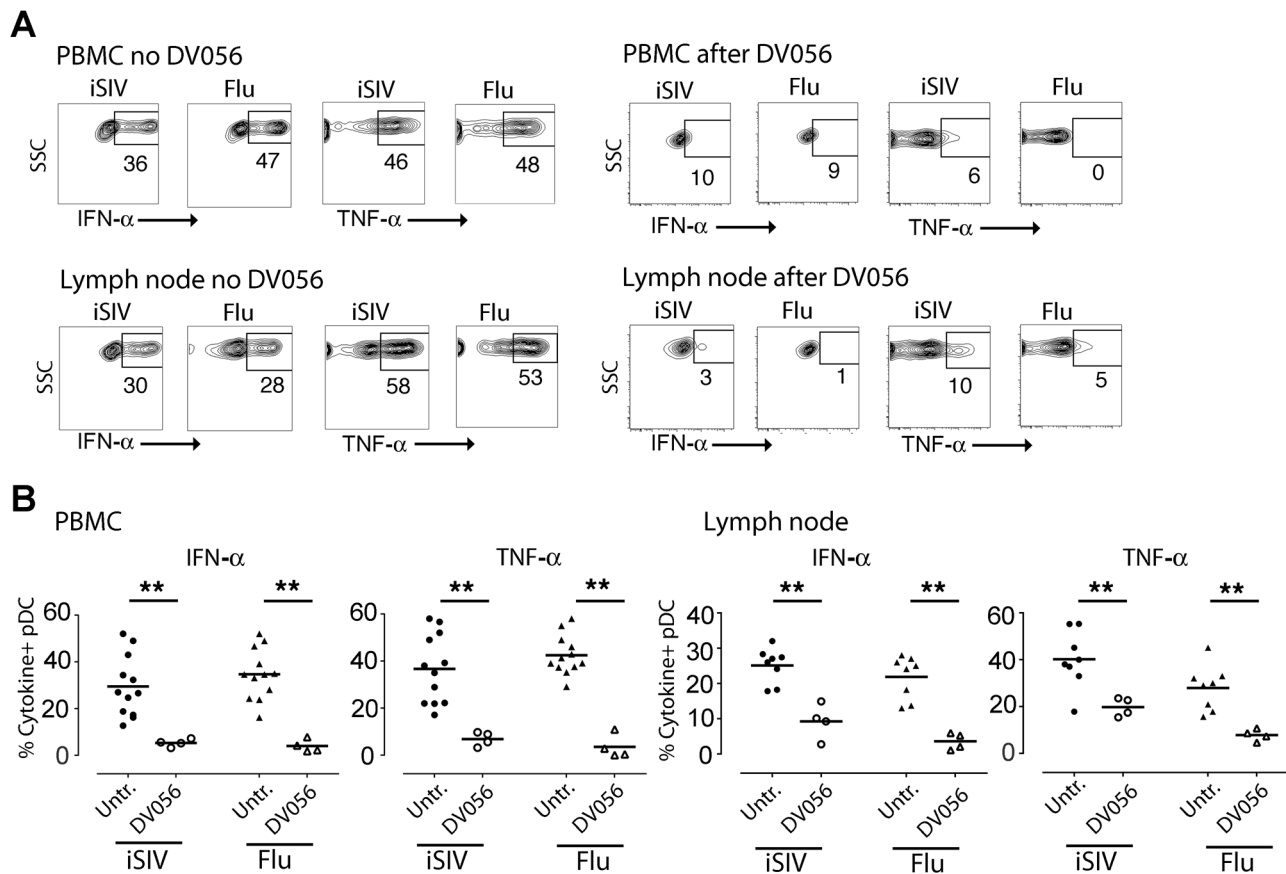 A
PBMC no DV056
PBMC after DV056
iSIV Flu iSIV Flu
iSIV Flu iSIV Flu
SSC 36 47 46 48
SSC 10 9 6 0
IFN-α TNF-α
IFN-α TNF-α
Lymph node no DV056
Lymph node after DV056
iSIV Flu iSIV Flu
iSIV Flu iSIV Flu
SSC 30 28 58 53
SSC 3 1 10 5
IFN-α TNF-α
IFN-α TNF-α
B
PBMC
Lymph node
IFN-α TNF-α IFN-α TNF-α
** ** ** ** ** ** ** **
% Cytokine+ pDC
60
40
20
0
60
40
20
0
% Cytokine+ pDC
40
30
20
10
0
60
40
20
0
Untr. DV056 Untr. DV056 Untr. DV056 Untr. DV056 Untr. DV056 Untr. DV056 Untr. DV056 Untr. DV056
iSIV Flu iSIV Flu iSIV Flu iSIV Flu